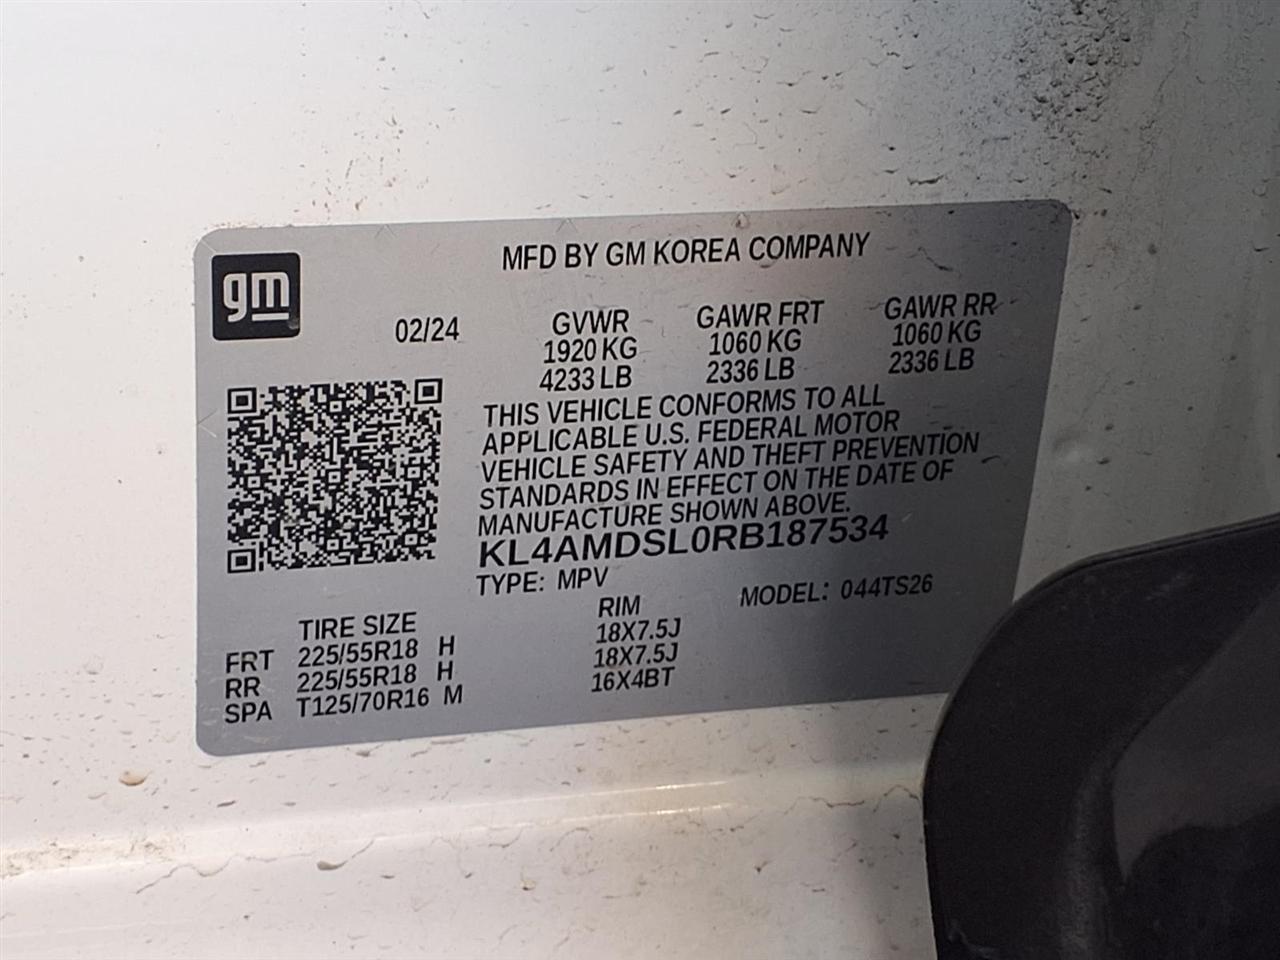 gm
MFD BY GM KOREA COMPANY
02/24 GVWR GAWR FRT GAWR RR
1920 KG 1060 KG 1060 KG
4233 LB 2336 LB 2336 LB
THIS VEHICLE CONFORMS TO ALL
APPLICABLE U.S. FEDERAL MOTOR
VEHICLE SAFETY AND THEFT PREVENTION
STANDARDS IN EFFECT ON THE DATE OF
MANUFACTURE SHOWN ABOVE.
KL4AMDSL0RB187534
TYPE: MPV MODEL: 044TS26
TIRE SIZE RIM
FRT 225/55R18 H 18X7.5J
RR 225/55R18 H 18X7.5J
SPA T125/70R16 M 16X4BT